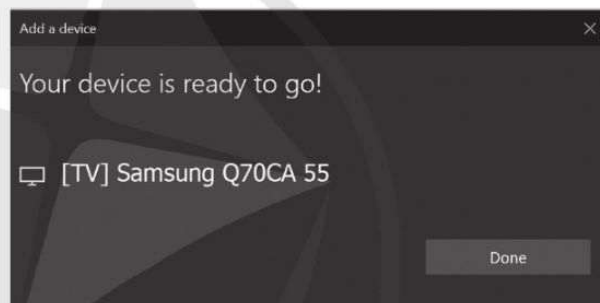 Add a device
Your device is ready to go!
[TV] Samsung Q70CA 55
Done